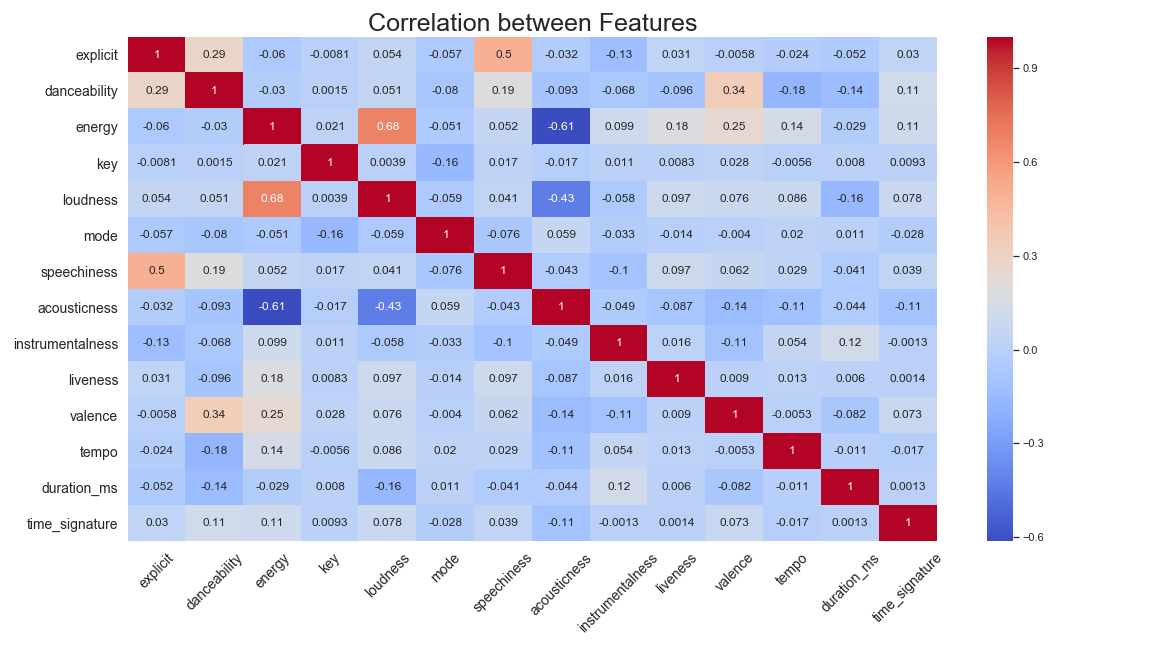 Correlation between Features
explicit 1 0.29 -0.06 -0.0081 0.054 -0.057 0.5 -0.032 -0.13 0.031 -0.0058 -0.024 -0.052 0.03
danceability 0.29 1 -0.03 0.0015 0.051 -0.08 0.19 -0.093 -0.068 -0.096 0.34 -0.18 -0.14 0.11
energy -0.06 -0.03 1 0.021 0.68 -0.051 0.052 -0.61 0.099 0.18 0.25 0.14 -0.029 0.11
key -0.0081 0.0015 0.021 1 0.0039 -0.16 0.017 -0.017 0.011 0.0083 0.028 -0.0056 0.008 0.0093
loudness 0.054 0.051 0.68 0.0039 1 -0.059 0.041 -0.43 -0.058 0.097 0.076 0.086 -0.16 0.078
mode -0.057 -0.08 -0.051 -0.16 -0.059 1 -0.076 0.059 -0.033 -0.014 -0.004 0.02 0.011 -0.028
speechiness 0.5 0.19 0.052 0.017 0.041 -0.076 1 -0.043 -0.1 0.097 0.062 0.029 -0.041 0.039
acousticness -0.032 -0.093 -0.61 -0.017 -0.43 0.059 -0.043 1 -0.049 -0.087 -0.14 -0.11 -0.044 -0.11
instrumentalness -0.13 -0.068 0.099 0.011 -0.058 -0.033 -0.1 -0.049 1 0.016 -0.11 0.054 0.12 -0.0013
liveness 0.031 -0.096 0.18 0.0083 0.097 -0.014 0.097 -0.087 0.016 1 0.009 0.013 0.006 0.0014
valence -0.0058 0.34 0.25 0.028 0.076 -0.004 0.062 -0.14 -0.11 0.009 1 -0.0053 -0.082 0.073
tempo -0.024 -0.18 0.14 -0.0056 0.086 0.02 0.029 -0.11 0.054 0.013 -0.0053 1 -0.011 -0.017
duration_ms -0.052 -0.14 -0.029 0.008 -0.16 0.011 -0.041 -0.044 0.12 0.006 -0.082 -0.011 1 0.0013
time_signature 0.03 0.11 0.11 0.0093 0.078 -0.028 0.039 -0.11 -0.0013 0.0014 0.073 -0.017 0.0013 1
explicit danceability energy key loudness mode speechiness acousticness instrumentalness liveness valence tempo duration_ms time_signature
0.9
0.6
0.3
0.0
−0.3
−0.6